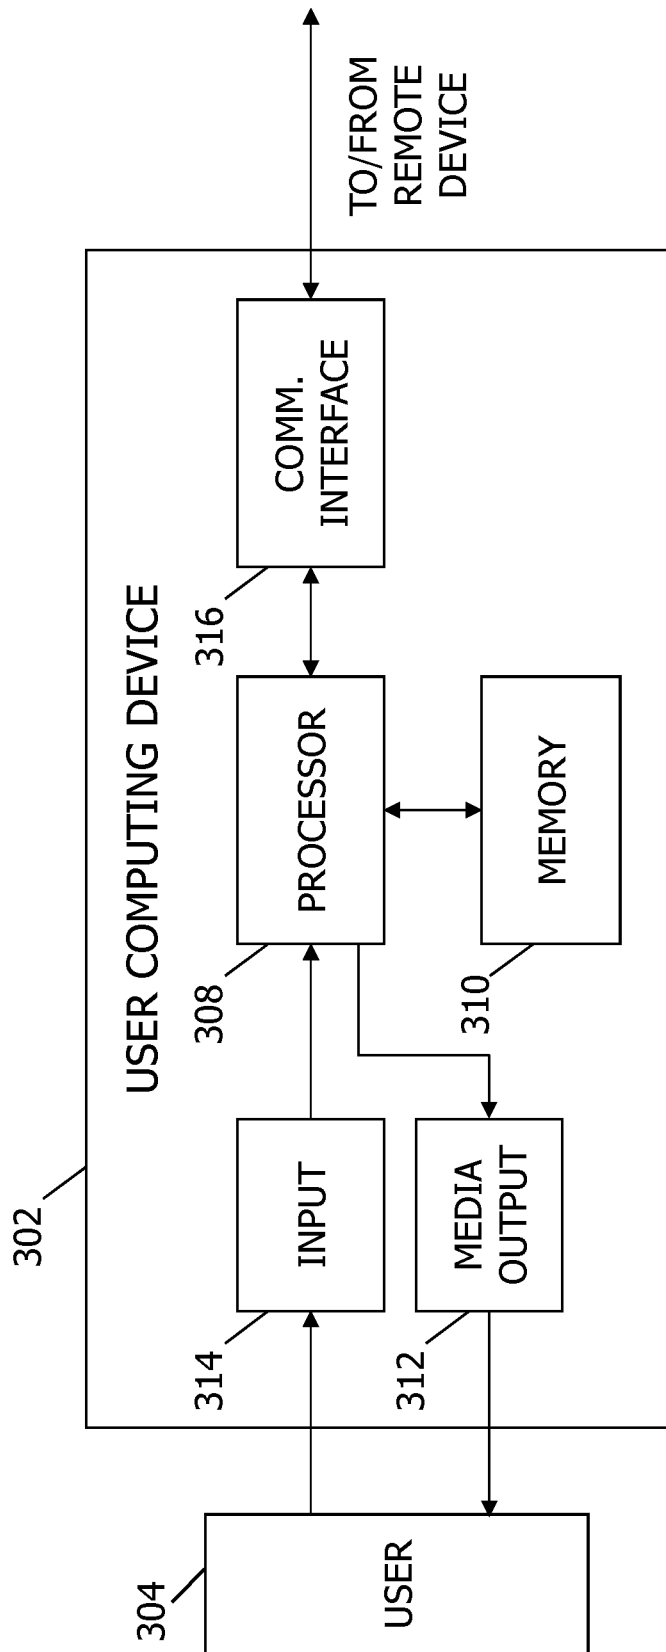 USER COMPUTING DEVICE
302
304
USER
314
INPUT
312
MEDIA
OUTPUT
308
PROCESSOR
310
MEMORY
316
COMM.
INTERFACE
TO/FROM
REMOTE
DEVICE